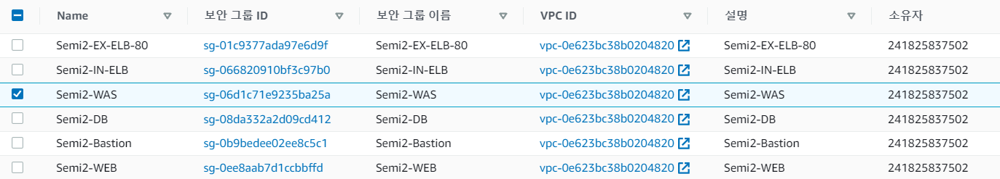 Name 보안 그룹 ID 보안 그룹 이름 VPC ID 설명 소유자
Semi2-EX-ELB-80 sg-01c9377ada97e6d9f Semi2-EX-ELB-80 vpc-0e623bc38b0204820 Semi2-EX-ELB-80 241825837502
Semi2-IN-ELB sg-066820910bf3c97b0 Semi2-IN-ELB vpc-0e623bc38b0204820 Semi2-IN-ELB 241825837502
Semi2-WAS sg-06d1c71e9235ba25a Semi2-WAS vpc-0e623bc38b0204820 Semi2-WAS 241825837502
Semi2-DB sg-08da332a2d09cd412 Semi2-DB vpc-0e623bc38b0204820 Semi2-DB 241825837502
Semi2-Bastion sg-0b9bedee02ee8c5c1 Semi2-Bastion vpc-0e623bc38b0204820 Semi2-Bastion 241825837502
Semi2-WEB sg-0ee8aab7d1ccbbffd Semi2-WEB vpc-0e623bc38b0204820 Semi2-WEB 241825837502